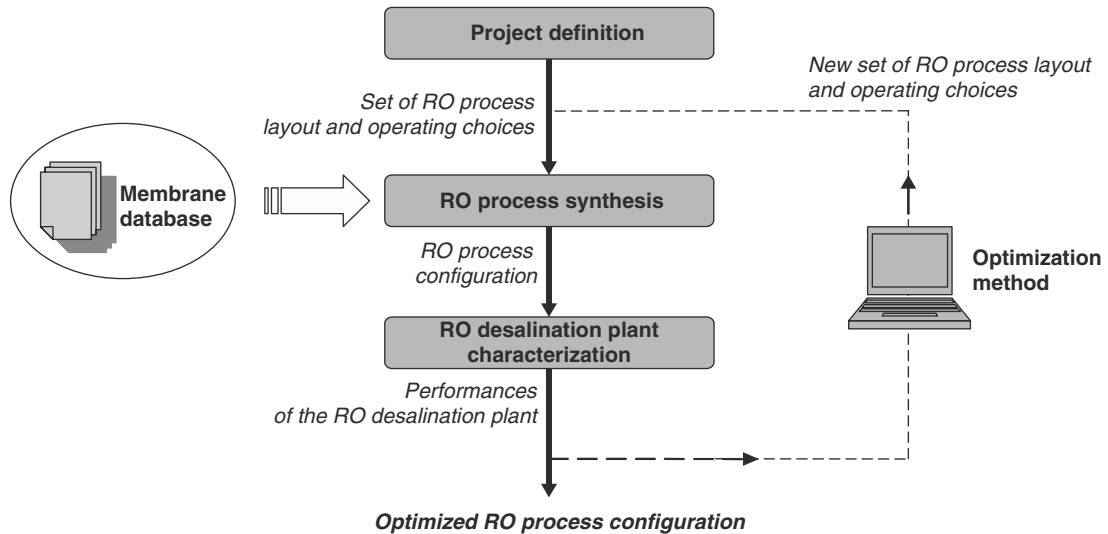 Project definition
New set of RO process layout
and operating choices
Set of RO process
layout and operating choices
Membrane
database
RO process synthesis
RO process
configuration
Optimization
method
RO desalination plant
characterization
Performances
of the RO desalination plant
Optimized RO process configuration